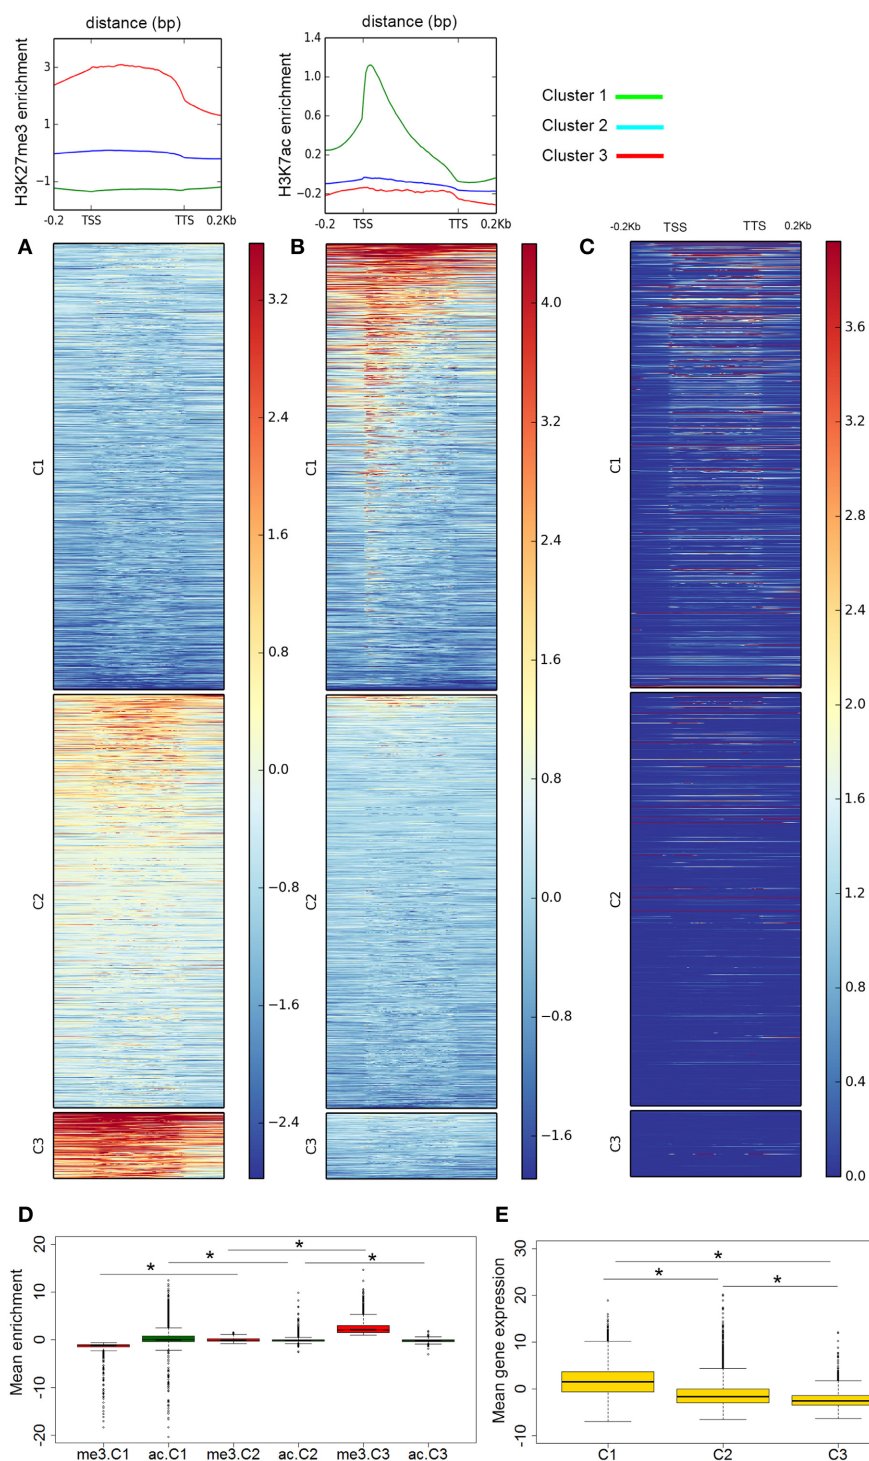 distance (bp)
distance (bp)
H3K27me3 enrichment
3
1
−1
-0.2
TSS
TTS
0.2Kb
H3K7ac enrichment
1.4
1.0
0.6
0.2
−0.2
-0.2
TSS
TTS
0.2Kb
Cluster 1
Cluster 2
Cluster 3
A
C1
C2
C3
3.2
2.4
1.6
0.8
0.0
−0.8
−1.6
−2.4
B
C1
C2
C3
4.0
3.2
2.4
1.6
0.8
0.0
−0.8
−1.6
C
-0.2Kb
TSS
TTS
0.2Kb
C1
C2
C3
3.6
3.2
2.8
2.4
2.0
1.6
1.2
0.8
0.4
0.0
D
Mean enrichment
20
10
0
-10
-20
*
*
*
*
me3.C1
ac.C1
me3.C2
ac.C2
me3.C3
ac.C3
E
Mean gene expression
30
20
10
0
-10
*
*
*
C1
C2
C3